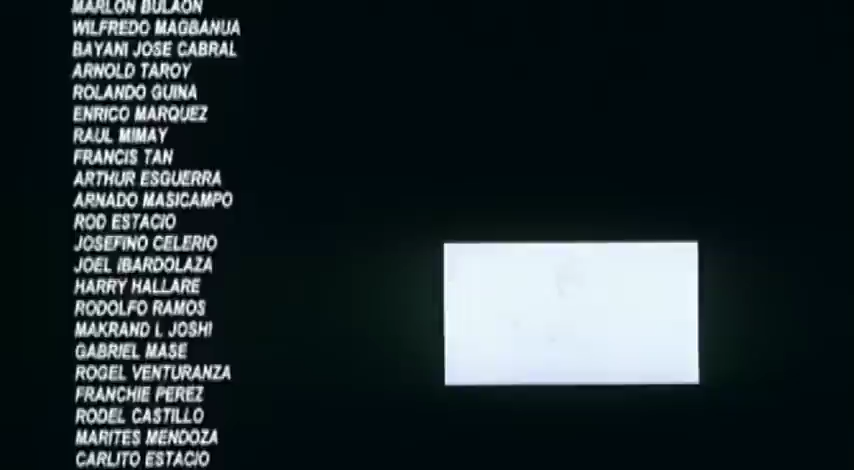 MARLON BULAON
WILFREDO MAGBANUA
BAYANI JOSE CABRAL
ARNOLD TAROY
ROLANDO GUINA
ENRICO MARQUEZ
RAUL MIMAY
FRANCIS TAN
ARTHUR ESGUERRA
ARNADO MASICAMPO
ROD ESTACIO
JOSEFINO CELERIO
JOEL IBARDOLAZA
HARRY HALLARE
RODOLFO RAMOS
MAKRAND L JOSHI
GABRIEL MASE
ROGEL VENTURANZA
FRANCHIE PEREZ
RODEL CASTILLO
MARITES MENDOZA
CARLITO ESTACIO